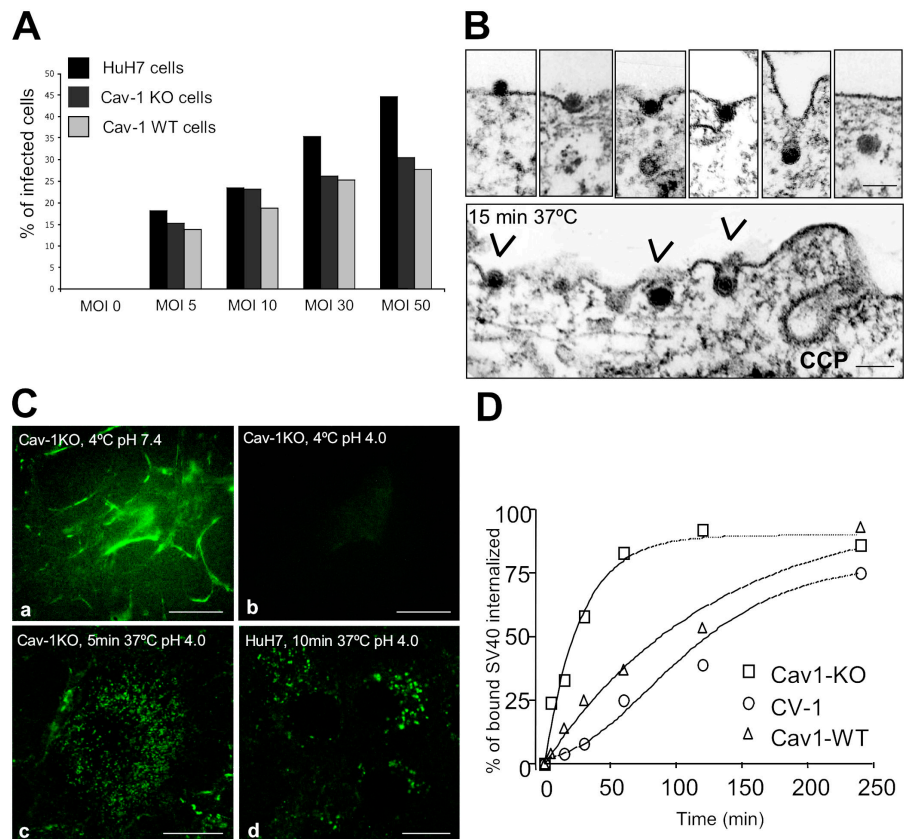 A
HuH7 cells
Cav-1 KO cells
Cav-1 WT cells
% of infected cells
50
45
40
35
30
25
20
15
10
5
0
MOI 0 MOI 5 MOI 10 MOI 30 MOI 50
B
15 min 37ºC
CCP
C
Cav-1KO, 4ºC pH 7.4
a
Cav-1KO, 4ºC pH 4.0
b
Cav-1KO, 5min 37ºC pH 4.0
c
HuH7, 10min 37ºC pH 4.0
d
D
% of bound SV40 internalized
100
75
50
25
0
Cav1-KO
CV-1
Cav1-WT
0 50 100 150 200 250
Time (min)